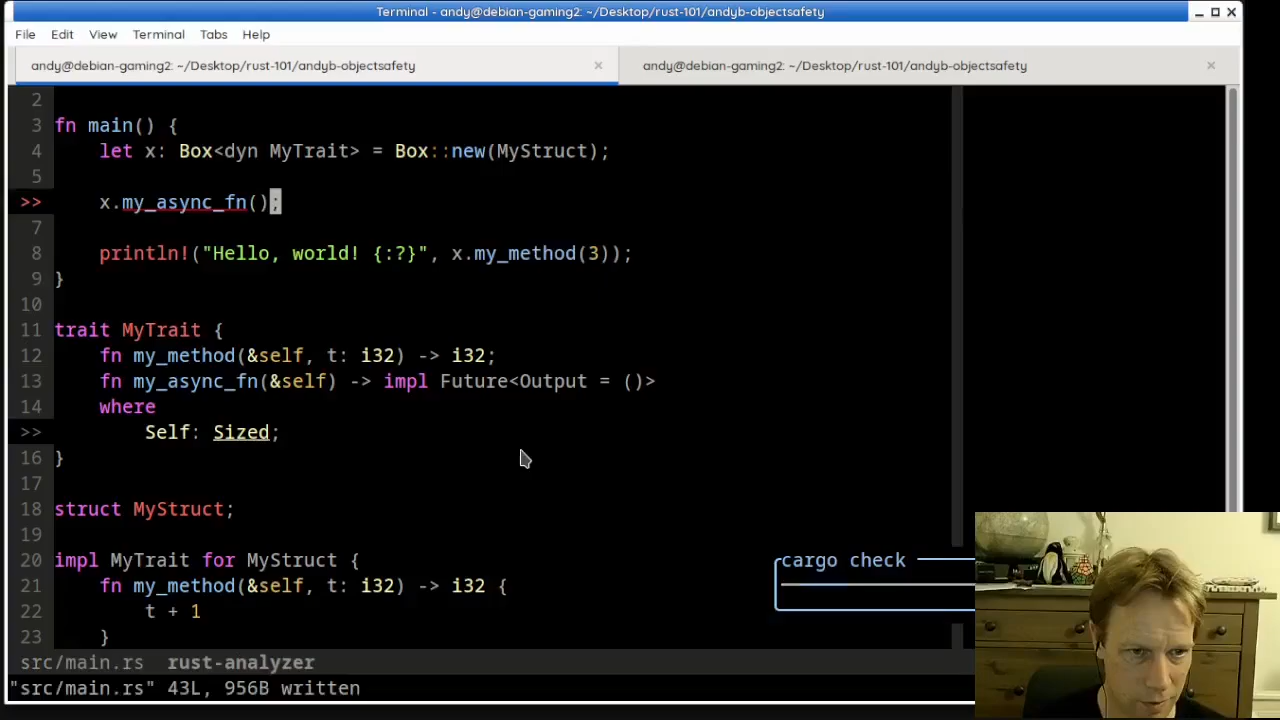 Terminal - andy@debian-gaming2: ~/Desktop/rust-101/andyb-objectsafety
File Edit View Terminal Tabs Help
andy@debian-gaming2: ~/Desktop/rust-101/andyb-objectsafety × andy@debian-gaming2: ~/Desktop/rust-101/andyb-objectsafety ×
2
3 fn main() {
4     let x: Box<dyn MyTrait> = Box::new(MyStruct);
5
>>     x.my_async_fn();
7
8     println!("Hello, world! {:?}", x.my_method(3));
9 }
10
11 trait MyTrait {
12     fn my_method(&self, t: i32) -> i32;
13     fn my_async_fn(&self) -> impl Future<Output = ()>
14     where
>>         Self: Sized;
16 }
17
18 struct MyStruct;
19
20 impl MyTrait for MyStruct {
cargo check
21     fn my_method(&self, t: i32) -> i32 {
22         t + 1
23     }
src/main.rs  rust-analyzer
"src/main.rs" 43L, 956B written